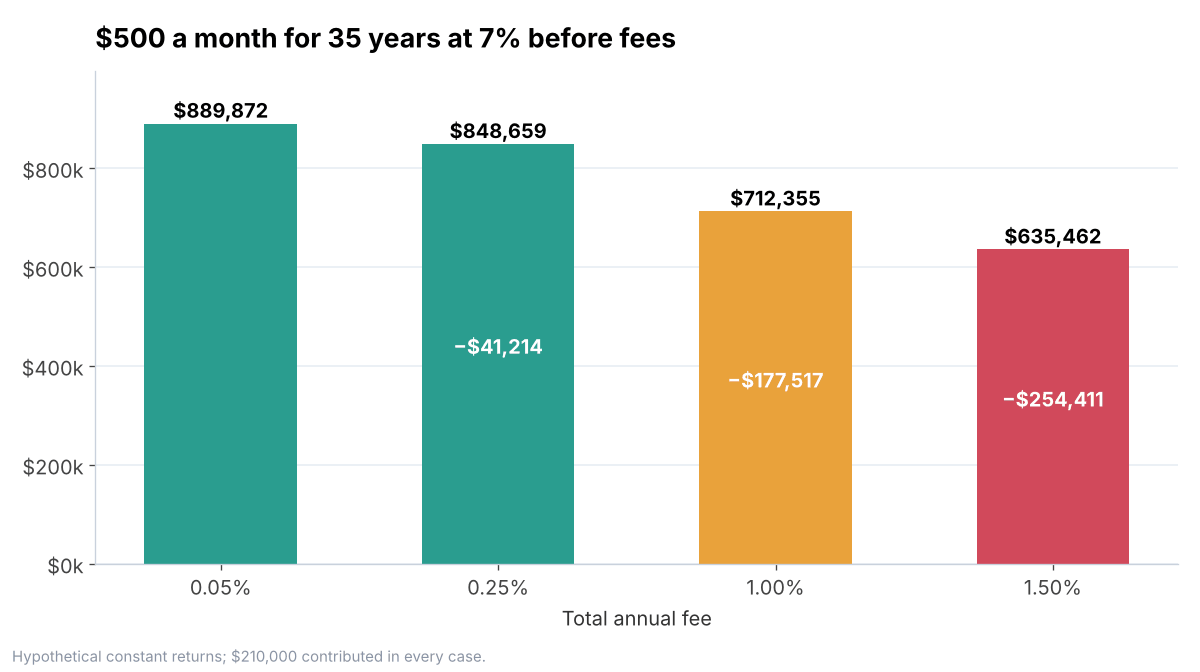 $500 a month for 35 years at 7% before fees
$889,872
$848,659
$712,355
$635,462
−$41,214
−$177,517
−$254,411
$800k
$600k
$400k
$200k
$0k
0.05%
0.25%
1.00%
1.50%
Total annual fee
Hypothetical constant returns; $210,000 contributed in every case.